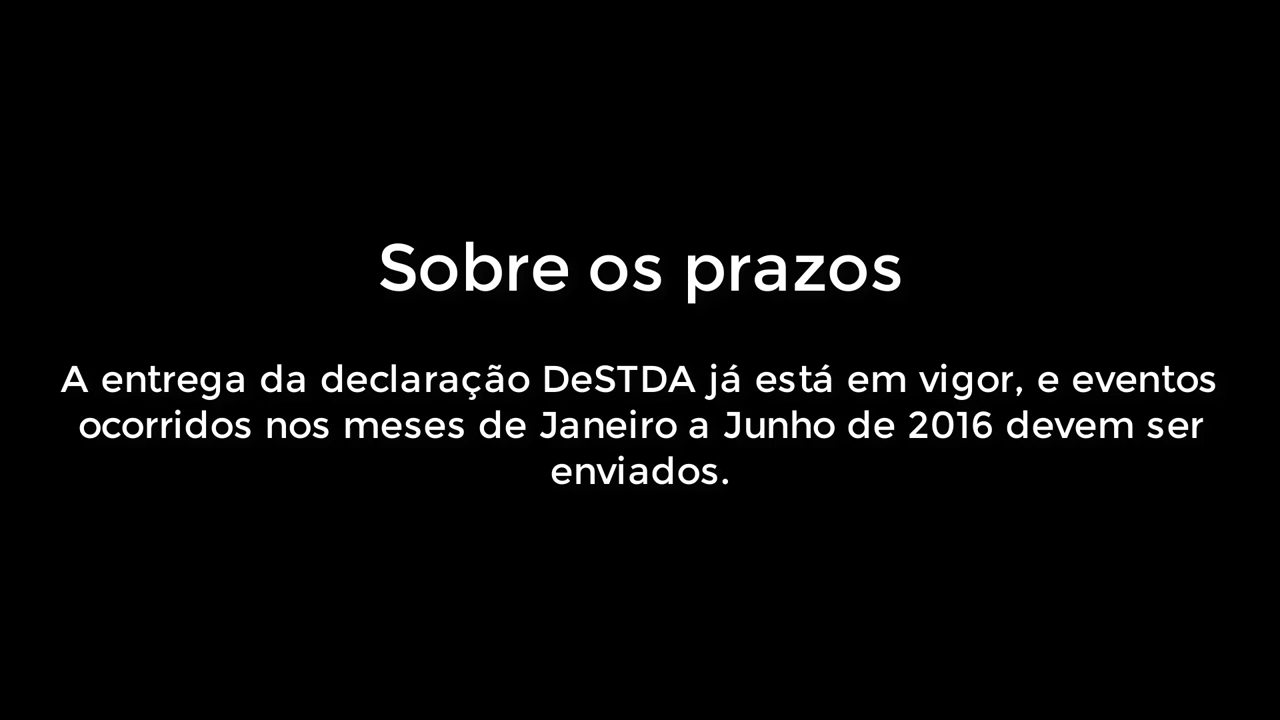 Sobre os prazos
A entrega da declaração DeSTDA já está em vigor, e eventos
ocorridos nos meses de Janeiro a Junho de 2016 devem ser
enviados.